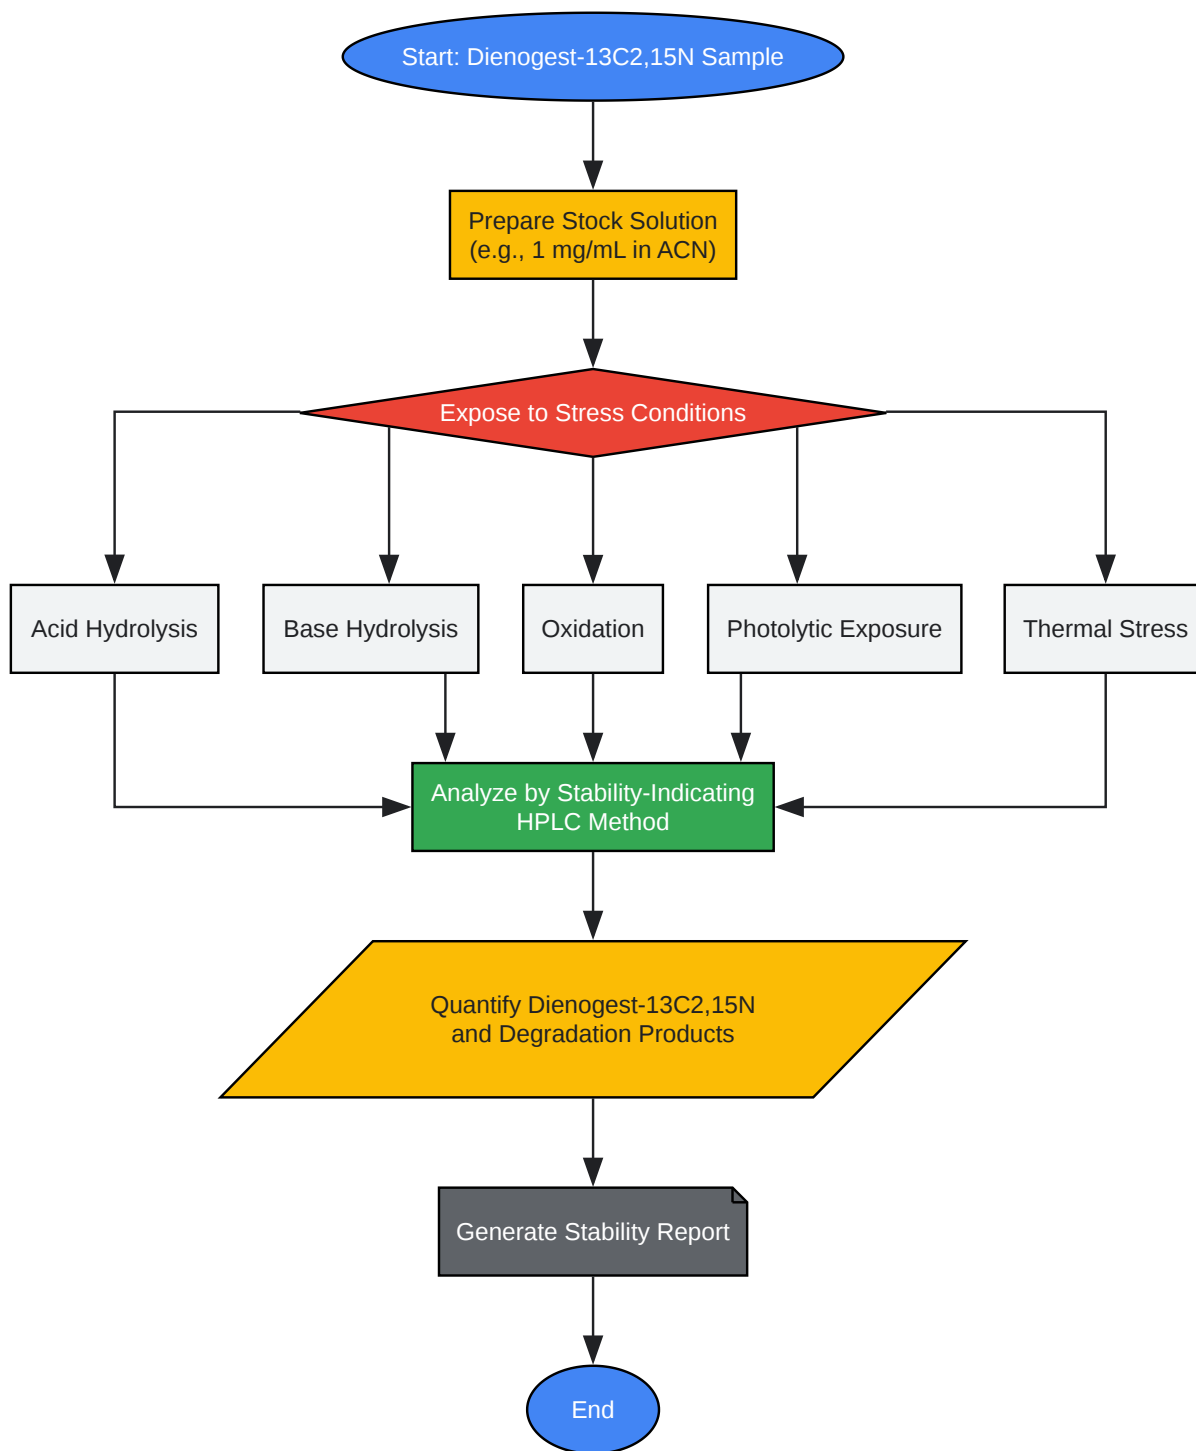 Start: Dienogest-13C2,15N Sample
Prepare Stock Solution
(e.g., 1 mg/mL in ACN)
Expose to Stress Conditions
Acid Hydrolysis
Base Hydrolysis
Oxidation
Photolytic Exposure
Thermal Stress
Analyze by Stability-Indicating
HPLC Method
Quantify Dienogest-13C2,15N
and Degradation Products
Generate Stability Report
End